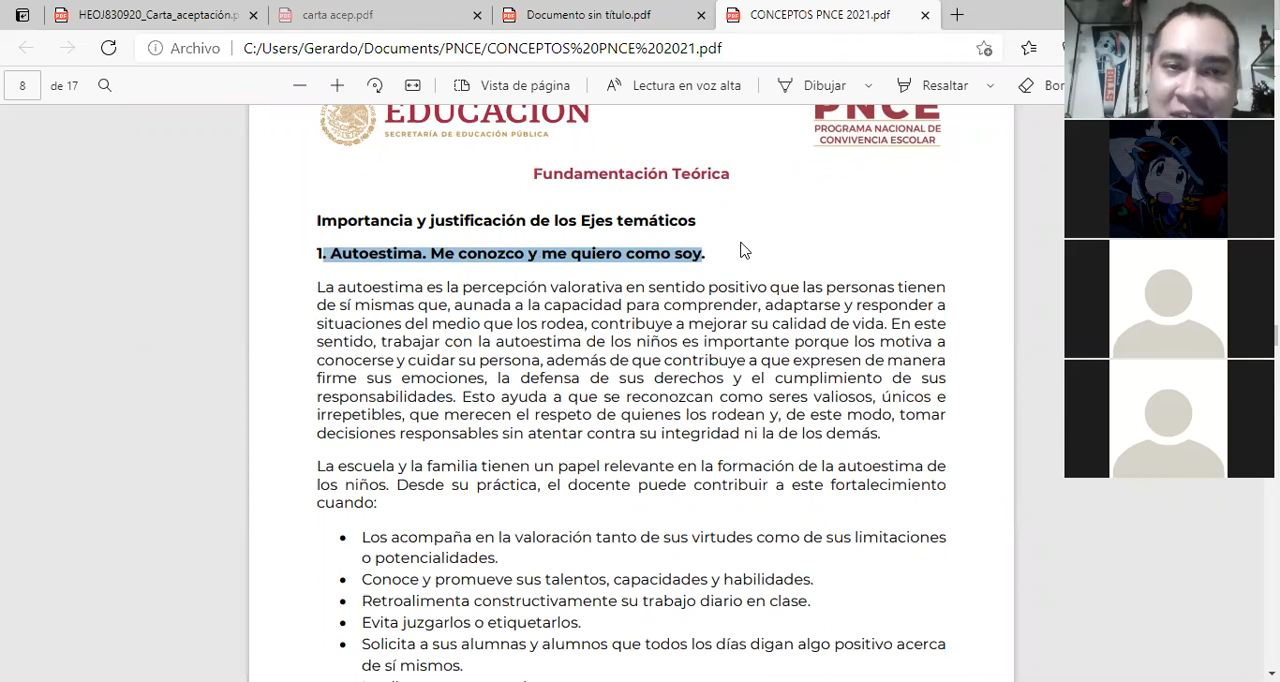 HEOJ830920_Carta_aceptación.p
carta acep.pdf
Documento sin título.pdf
CONCEPTOS PNCE 2021.pdf
Archivo
C:/Users/Gerardo/Documents/PNCE/CONCEPTOS%20PNCE%202021.pdf
8
de 17
Vista de página
Lectura en voz alta
Dibujar
Resaltar
Bor
EDUCACIÓN
SECRETARÍA DE EDUCACIÓN PÚBLICA
PNCE
PROGRAMA NACIONAL DE
CONVIVENCIA ESCOLAR
BILLS
Fundamentación Teórica
Importancia y justificación de los Ejes temáticos
1. Autoestima. Me conozco y me quiero como soy.
La autoestima es la percepción valorativa en sentido positivo que las personas tienen
de sí mismas que, aunada a la capacidad para comprender, adaptarse y responder a
situaciones del medio que los rodea, contribuye a mejorar su calidad de vida. En este
sentido, trabajar con la autoestima de los niños es importante porque los motiva a
conocerse y cuidar su persona, además de que contribuye a que expresen de manera
firme sus emociones, la defensa de sus derechos y el cumplimiento de sus
responsabilidades. Esto ayuda a que se reconozcan como seres valiosos, únicos e
irrepetibles, que merecen el respeto de quienes los rodean y, de este modo, tomar
decisiones responsables sin atentar contra su integridad ni la de los demás.
La escuela y la familia tienen un papel relevante en la formación de la autoestima de
los niños. Desde su práctica, el docente puede contribuir a este fortalecimiento
cuando:
• Los acompaña en la valoración tanto de sus virtudes como de sus limitaciones
o potencialidades.
• Conoce y promueve sus talentos, capacidades y habilidades.
• Retroalimenta constructivamente su trabajo diario en clase.
• Evita juzgarlos o etiquetarlos.
• Solicita a sus alumnas y alumnos que todos los días digan algo positivo acerca
de sí mismos.